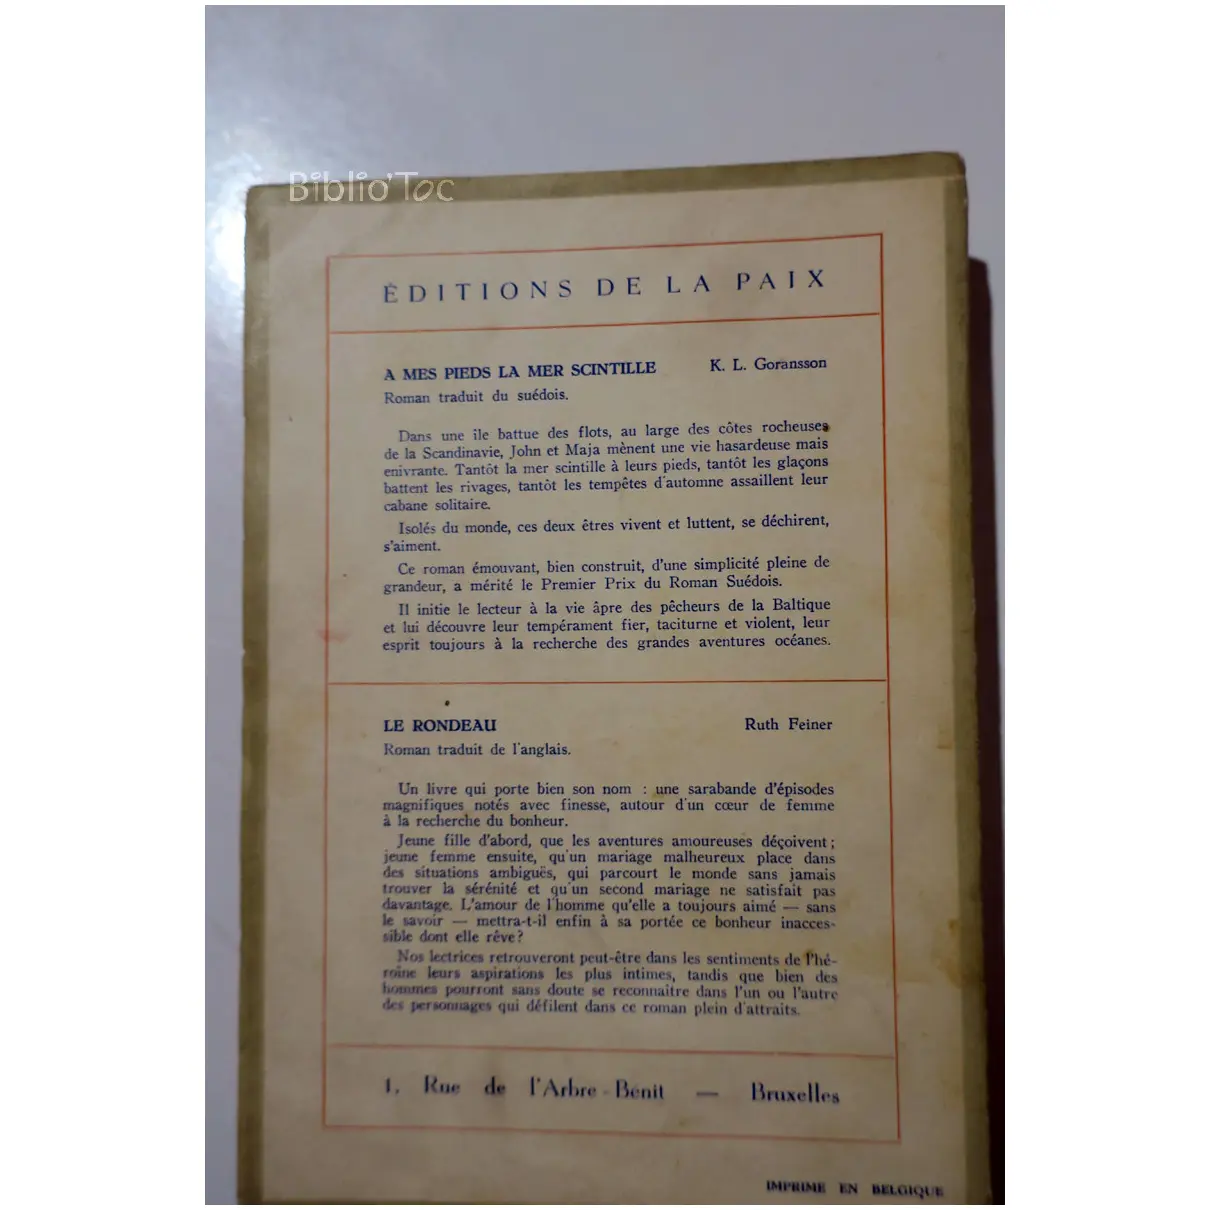 Biblio'Toc
ÉDITIONS DE LA PAIX
A MES PIEDS LA MER SCINTILLE K. L. Goransson
Roman traduit du suédois.
Dans une île battue des flots, au large des côtes rocheuses
de la Scandinavie, John et Maja mènent une vie hasardeuse mais
enivrante. Tantôt la mer scintille à leurs pieds, tantôt les glaçons
battent les rivages, tantôt les tempêtes d'automne assaillent leur
cabane solitaire.
Isolés du monde, ces deux êtres vivent et luttent, se déchirent,
s'aiment.
Ce roman émouvant, bien construit, d'une simplicité pleine de
grandeur, a mérité le Premier Prix du Roman Suédois.
Il initie le lecteur à la vie âpre des pêcheurs de la Baltique
et lui découvre leur tempérament fier, taciturne et violent, leur
esprit toujours à la recherche des grandes aventures océanes.
LE RONDEAU Ruth Feiner
Roman traduit de l'anglais.
Un livre qui porte bien son nom : une sarabande d'épisodes
magnifiques notés avec finesse, autour d'un cœur de femme
à la recherche du bonheur.
Jeune fille d'abord, que les aventures amoureuses déçoivent ;
jeune femme ensuite, qu'un mariage malheureux place dans
des situations ambiguës, qui parcourt le monde sans jamais
trouver la sérénité et qu'un second mariage ne satisfait pas
davantage. L'amour de l'homme qu'elle a toujours aimé — sans
le savoir — mettra-t-il enfin à sa portée ce bonheur inacces-
sible dont elle rêve ?
Nos lectrices retrouveront peut-être dans les sentiments de l'hé-
roïne leurs aspirations les plus intimes, tandis que bien des
hommes pourront sans doute se reconnaître dans l'un ou l'autre
des personnages qui défilent dans ce roman plein d'attraits.
1, Rue de l'Arbre-Bénit — Bruxelles
IMPRIME EN BELGIQUE